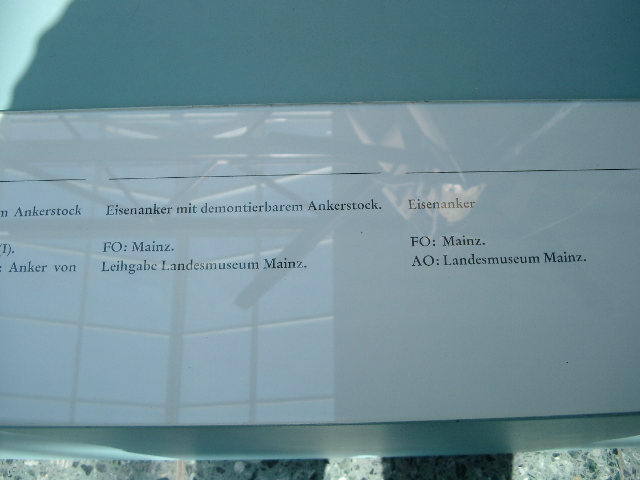 Ankerstock
(I).
: Anker von
Eisenanker mit demontierbarem Ankerstock.
FO: Mainz.
Leihgabe Landesmuseum Mainz.
Eisenanker
FO: Mainz.
AO: Landesmuseum Mainz.